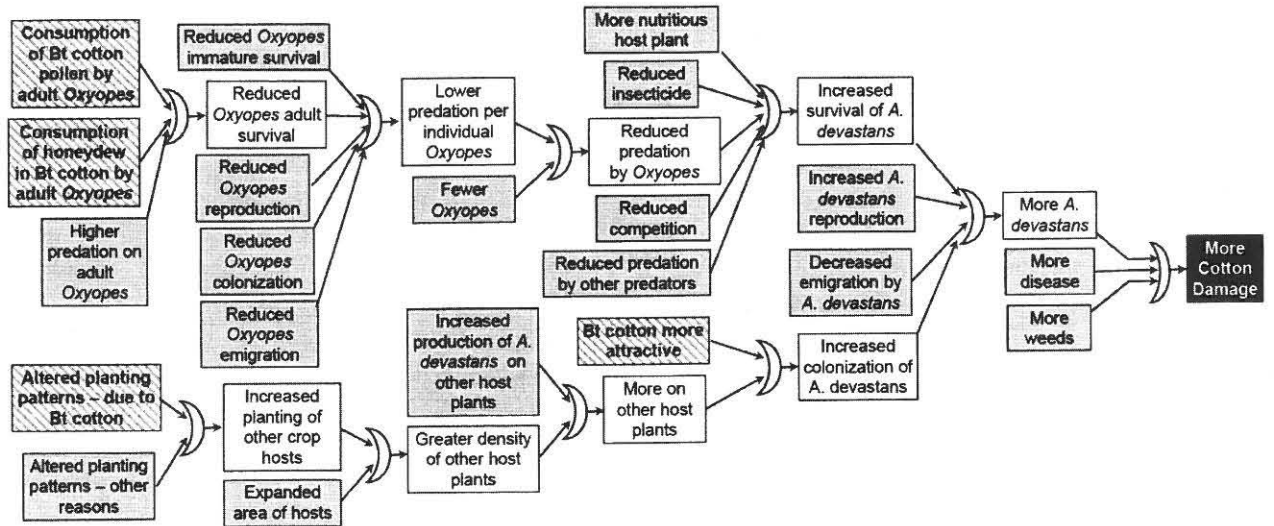 Consumption
of Bt cotton
pollen by
adult Oxyopes
Consumption
of honeydew
in Bt cotton by
adult Oxyopes
Higher
predation on
adult
Oxyopes
Reduced Oxyopes
immature survival
Reduced
Oxyopes adult
survival
Reduced
Oxyopes
reproduction
Reduced
Oxyopes
colonization
Reduced
Oxyopes
emigration
Lower
predation per
individual
Oxyopes
Fewer
Oxyopes
More nutritious
host plant
Reduced
insecticide
Reduced
predation
by Oxyopes
Reduced
competition
Reduced predation
by other predators
Increased
survival of A.
devastans
Increased A.
devastans
reproduction
Decreased
emigration by
A. devastans
Increased
colonization of
A. devastans
More A.
devastans
More
disease
More
weeds
More
Cotton
Damage
Altered planting
patterns – due to
Bt cotton
Altered planting
patterns – other
reasons
Increased
planting of
other crop
hosts
Expanded
area of hosts
Increased
production of A.
devastans on
other host
plants
Greater density
of other host
plants
Bt cotton more
attractive
More on
other host
plants